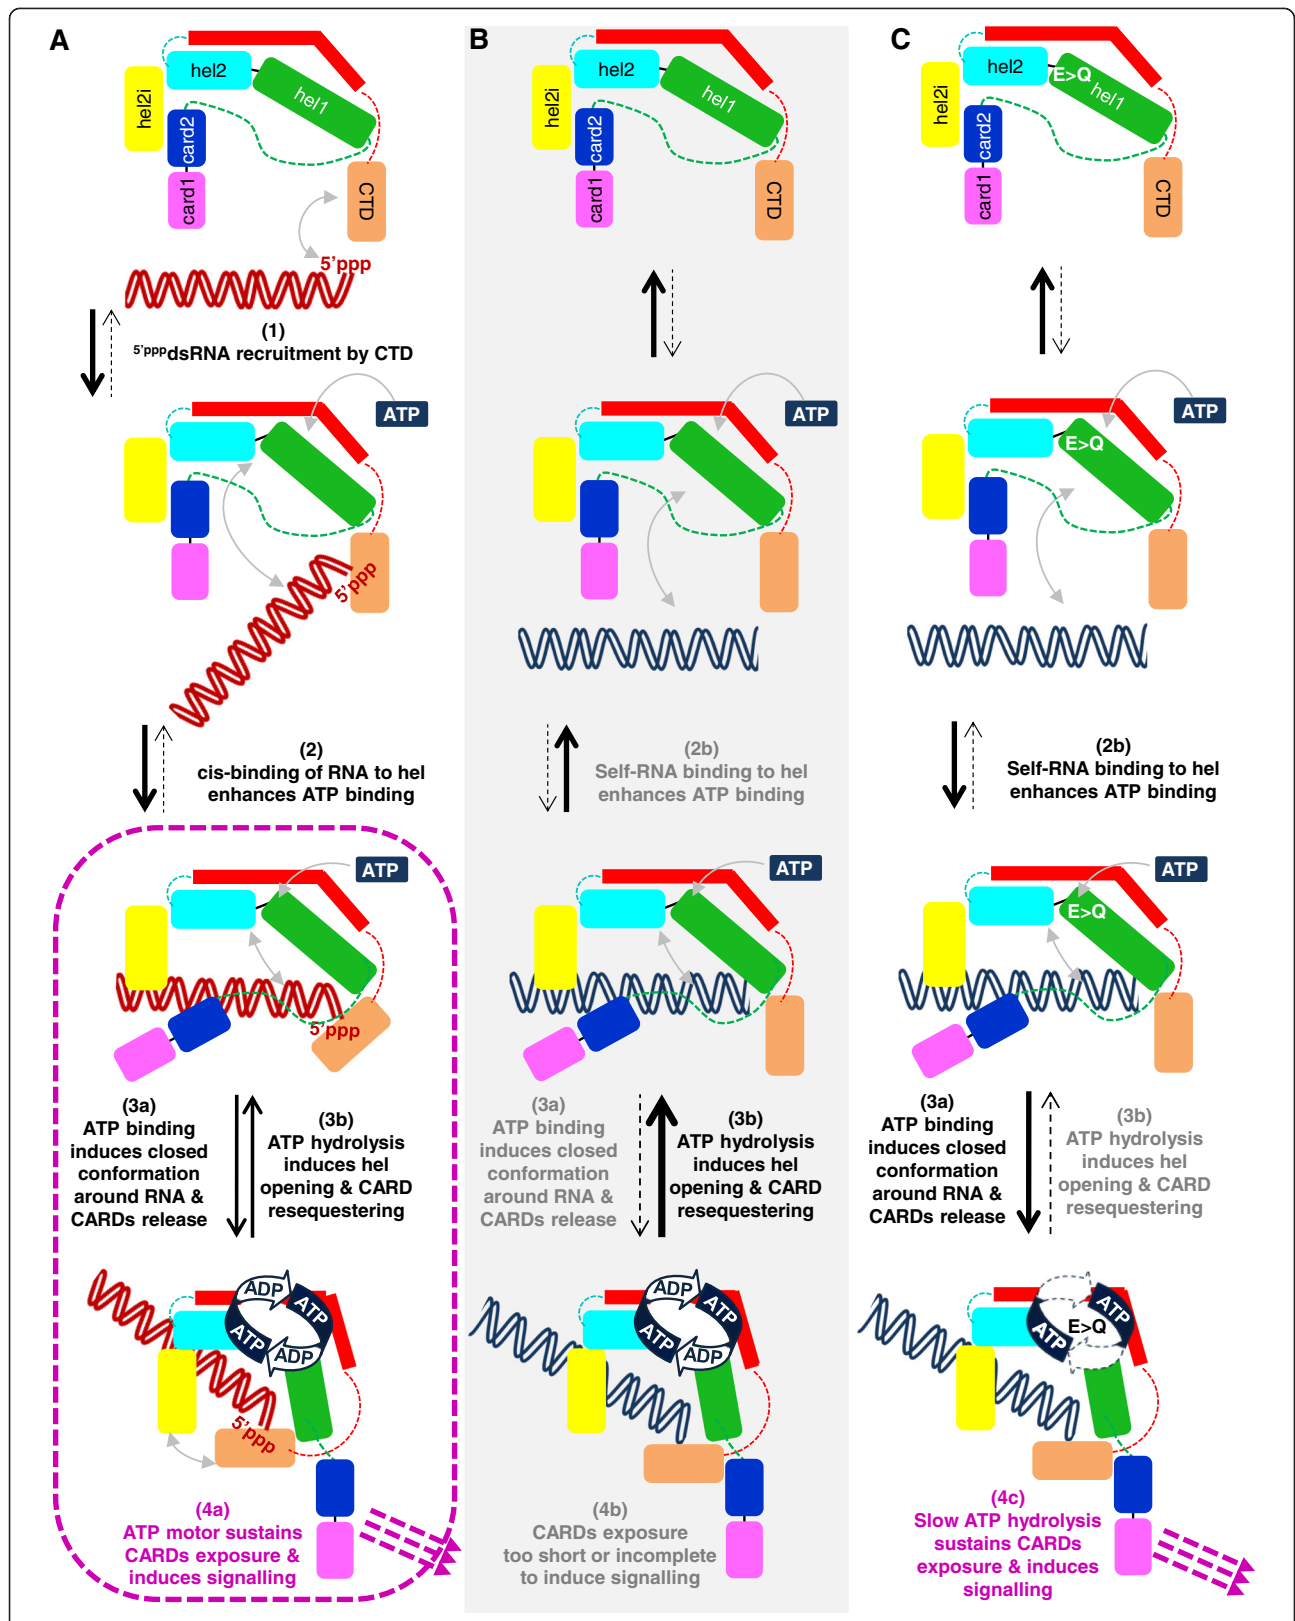 A
hel2
hel1
hel2i
card2
card1
CTD
5'ppp
(1)
5'pppdsRNA recruitment by CTD
ATP
5'ppp
(2)
cis-binding of RNA to hel
enhances ATP binding
ATP
5'ppp
(3a)
ATP binding
induces closed
conformation
around RNA &
CARDs release
(3b)
ATP hydrolysis
induces hel
opening & CARD
resequestering
ADP
ATP
ATP
ADP
5'ppp
(4a)
ATP motor sustains
CARDs exposure &
induces signalling
B
hel2
hel1
hel2i
card2
card1
CTD
ATP
(2b)
Self-RNA binding to hel
enhances ATP binding
ATP
(3a)
ATP binding
induces closed
conformation
around RNA &
CARDs release
(3b)
ATP hydrolysis
induces hel
opening & CARD
resequestering
ADP
ATP
ATP
ADP
(4b)
CARDs exposure
too short or incomplete
to induce signalling
C
hel2
E>Q
hel1
hel2i
card2
card1
CTD
ATP
E>Q
(2b)
Self-RNA binding to hel
enhances ATP binding
ATP
E>Q
(3a)
ATP binding
induces closed
conformation
around RNA &
CARDs release
(3b)
ATP hydrolysis
induces hel
opening & CARD
resequestering
ATP
E>Q
ATP
(4c)
Slow ATP hydrolysis
sustains CARDs
exposure & induces
signalling